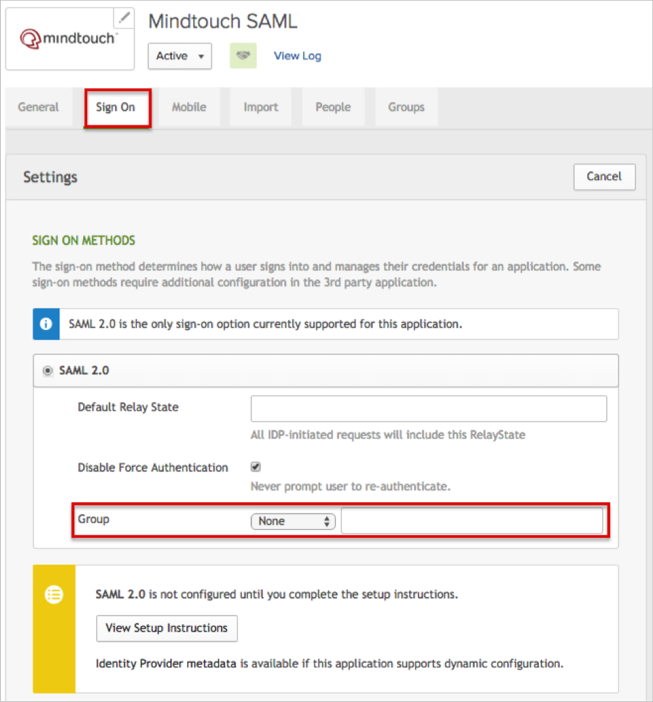 mindtouch
Mindtouch SAML
Active View Log
General Sign On Mobile Import People Groups
Settings Cancel
SIGN ON METHODS
The sign-on method determines how a user signs into and manages their credentials for an application. Some
sign-on methods require additional configuration in the 3rd party application.
SAML 2.0 is the only sign-on option currently supported for this application.
SAML 2.0
Default Relay State
All IDP-initiated requests will include this RelayState
Disable Force Authentication
Never prompt user to re-authenticate.
Group None
SAML 2.0 is not configured until you complete the setup instructions.
View Setup Instructions
Identity Provider metadata is available if this application supports dynamic configuration.